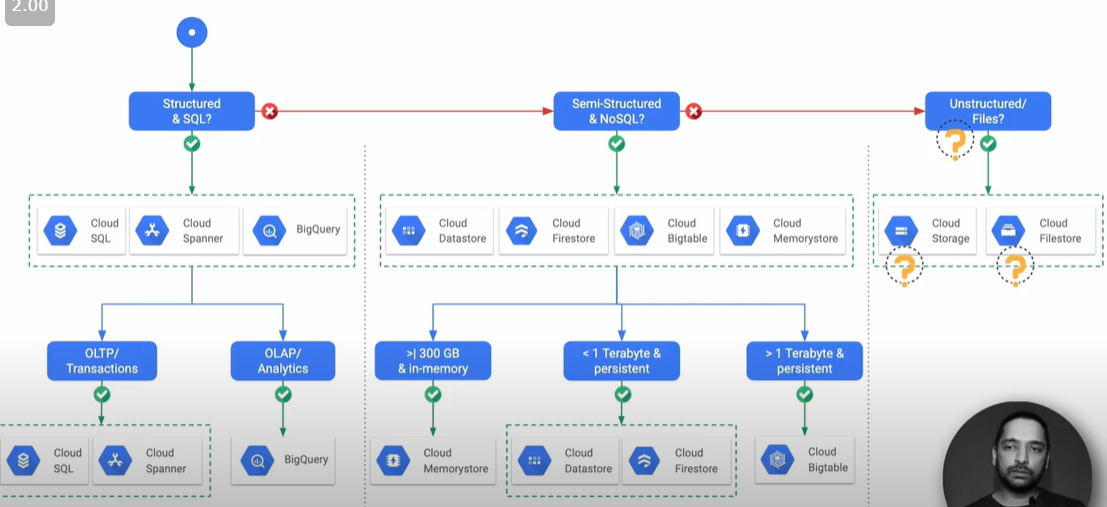 2.00
Structured
& SQL?
Semi-Structured
& NoSQL?
Unstructured/
Files?
?
Cloud
SQL
Cloud
Spanner
BigQuery
Cloud
Datastore
Cloud
Firestore
Cloud
Bigtable
Cloud
Memorystore
Cloud
Storage
Cloud
Filestore
?
?
OLTP/
Transactions
OLAP/
Analytics
>| 300 GB
& in-memory
< 1 Terabyte &
persistent
> 1 Terabyte &
persistent
Cloud
SQL
Cloud
Spanner
BigQuery
Cloud
Memorystore
Cloud
Datastore
Cloud
Firestore
Cloud
Bigtable